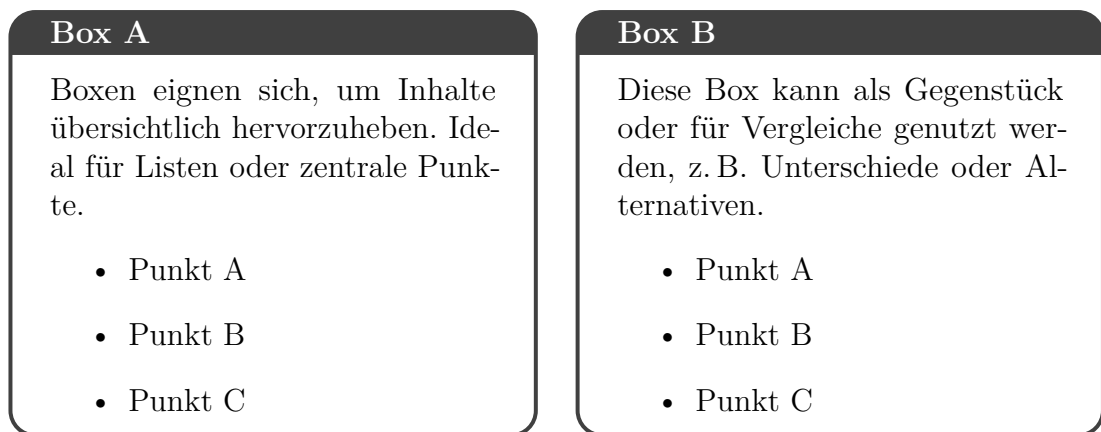 Box A
Boxen eignen sich, um Inhalte
übersichtlich hervorzuheben. Ide-
al für Listen oder zentrale Punk-
te.
• Punkt A
• Punkt B
• Punkt C
Box B
Diese Box kann als Gegenstück
oder für Vergleiche genutzt wer-
den, z. B. Unterschiede oder Al-
ternativen.
• Punkt A
• Punkt B
• Punkt C